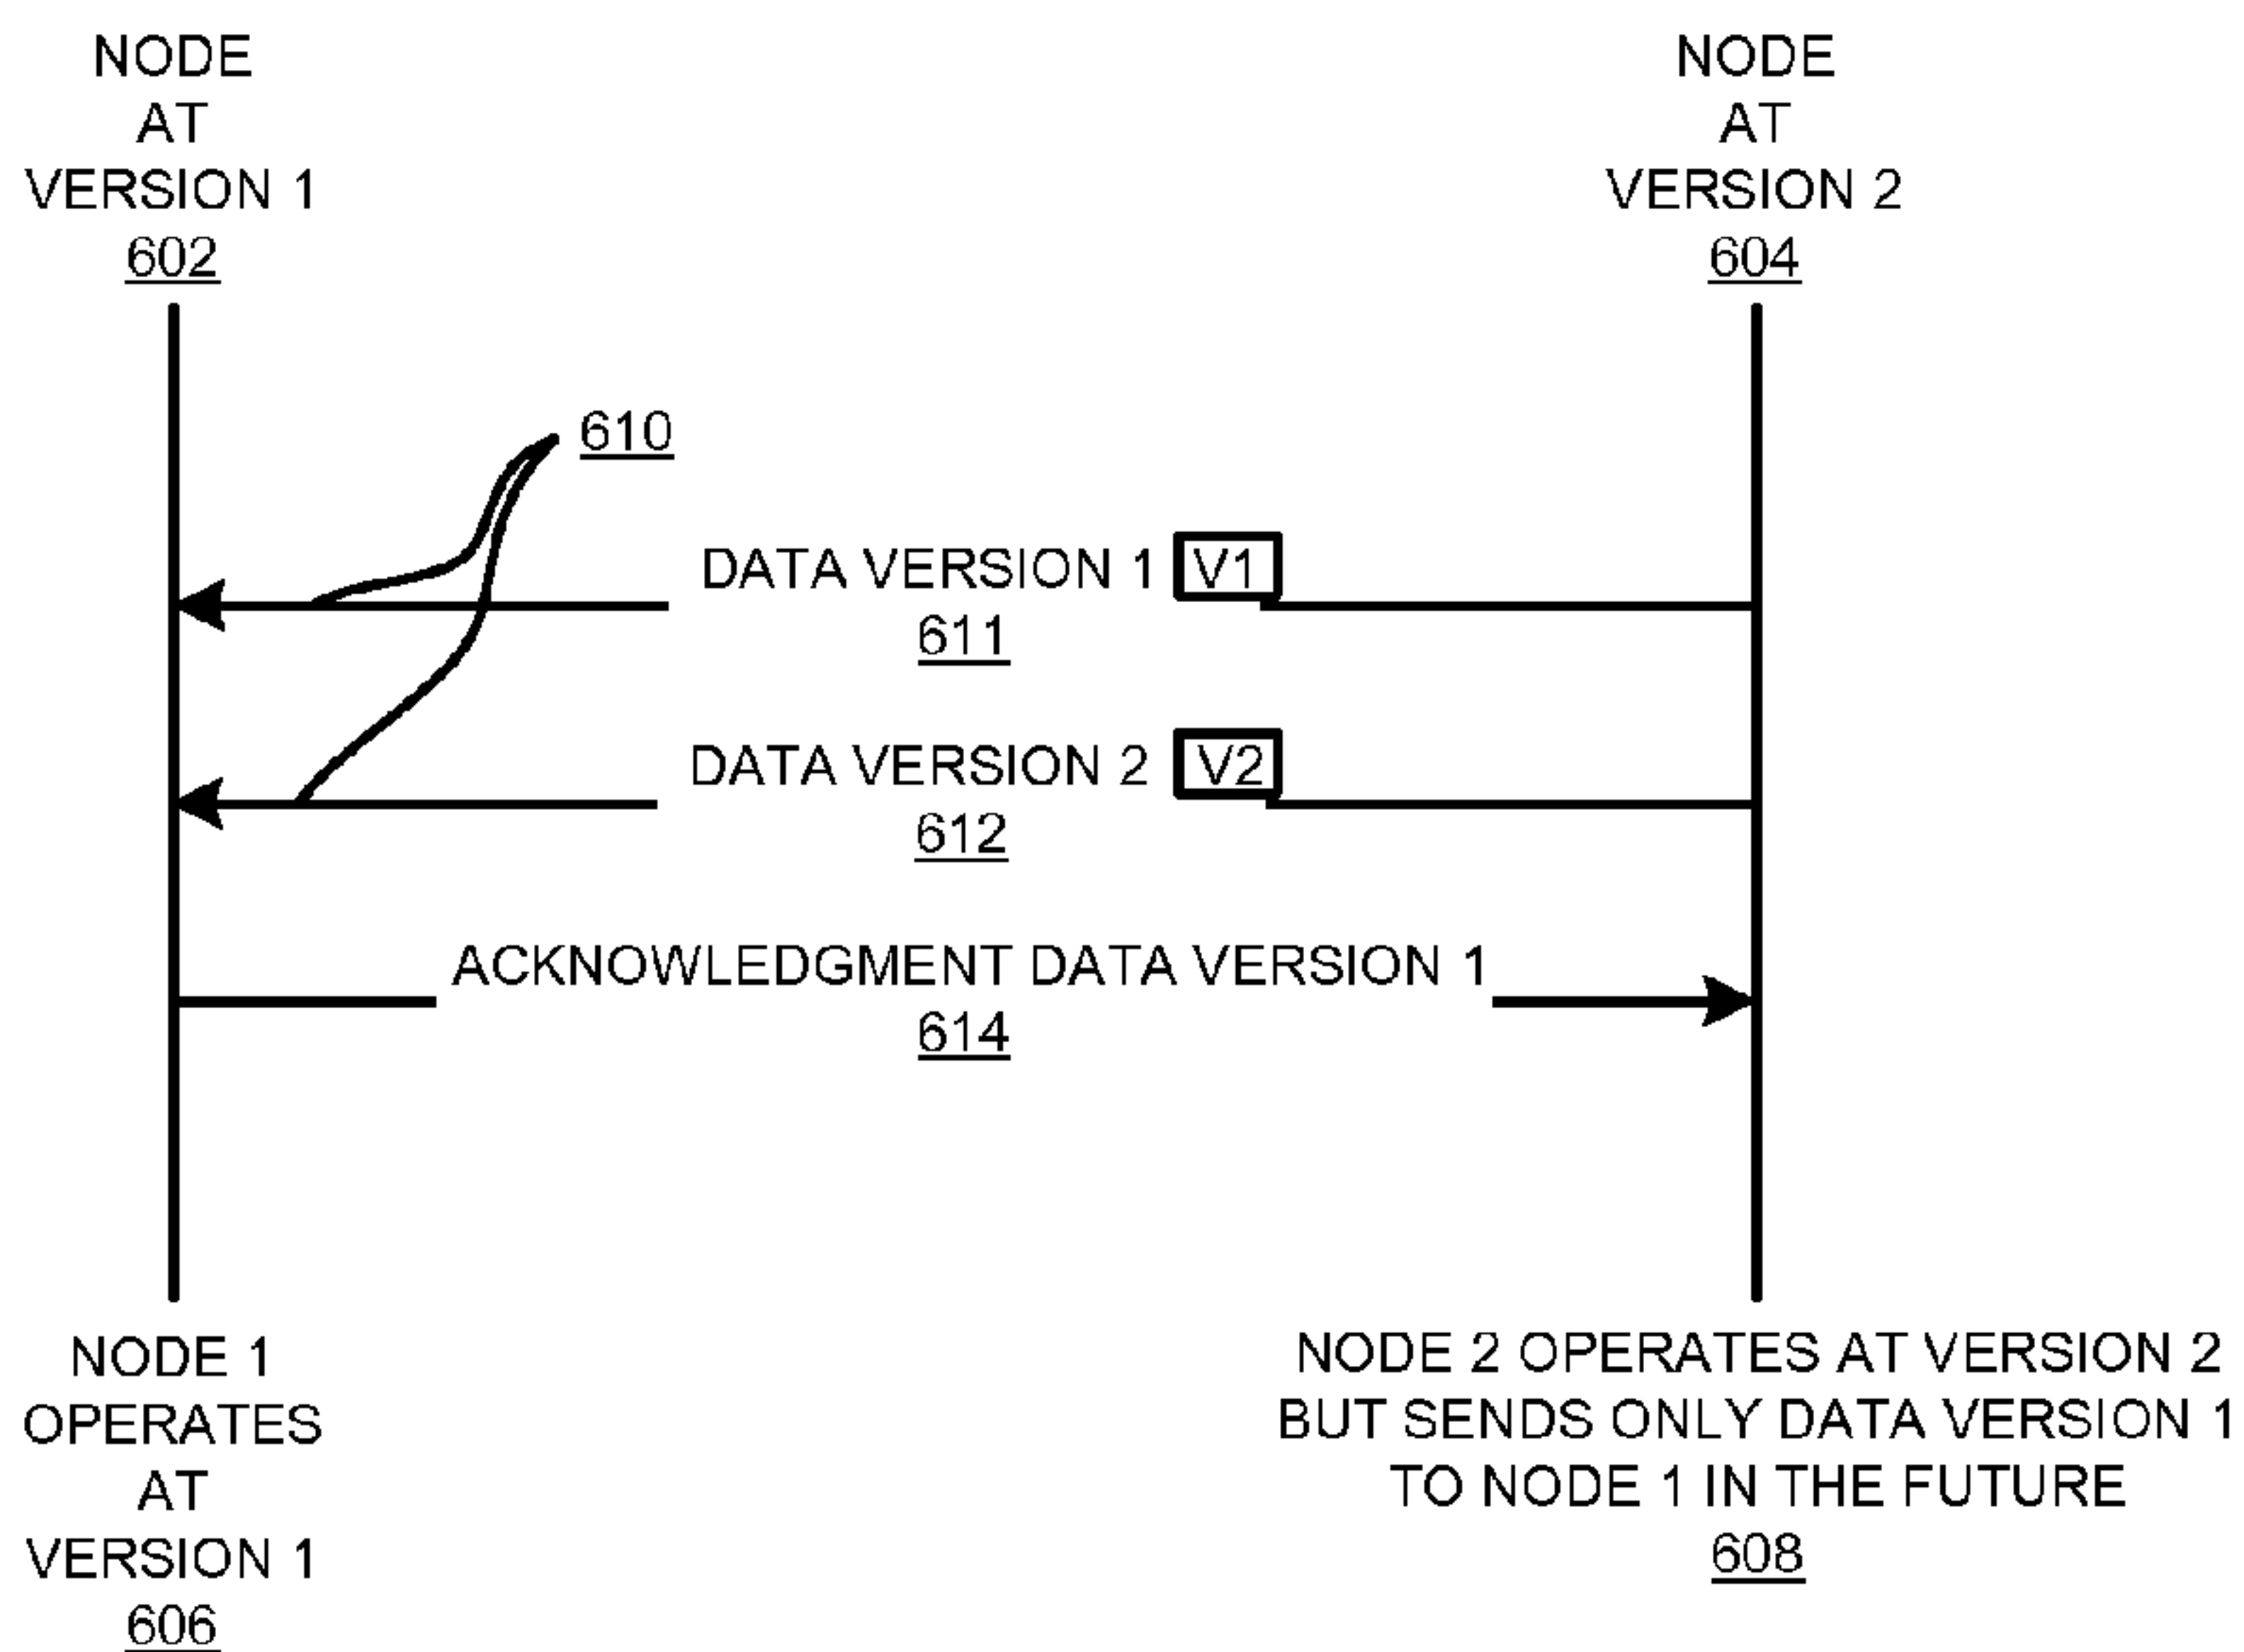 NODE
AT
VERSION 1
602
NODE
AT
VERSION 2
604
610
DATA VERSION 1 V1
611
DATA VERSION 2 V2
612
ACKNOWLEDGMENT DATA VERSION 1
614
NODE 1
OPERATES
AT
VERSION 1
606
NODE 2 OPERATES AT VERSION 2
BUT SENDS ONLY DATA VERSION 1
TO NODE 1 IN THE FUTURE
608